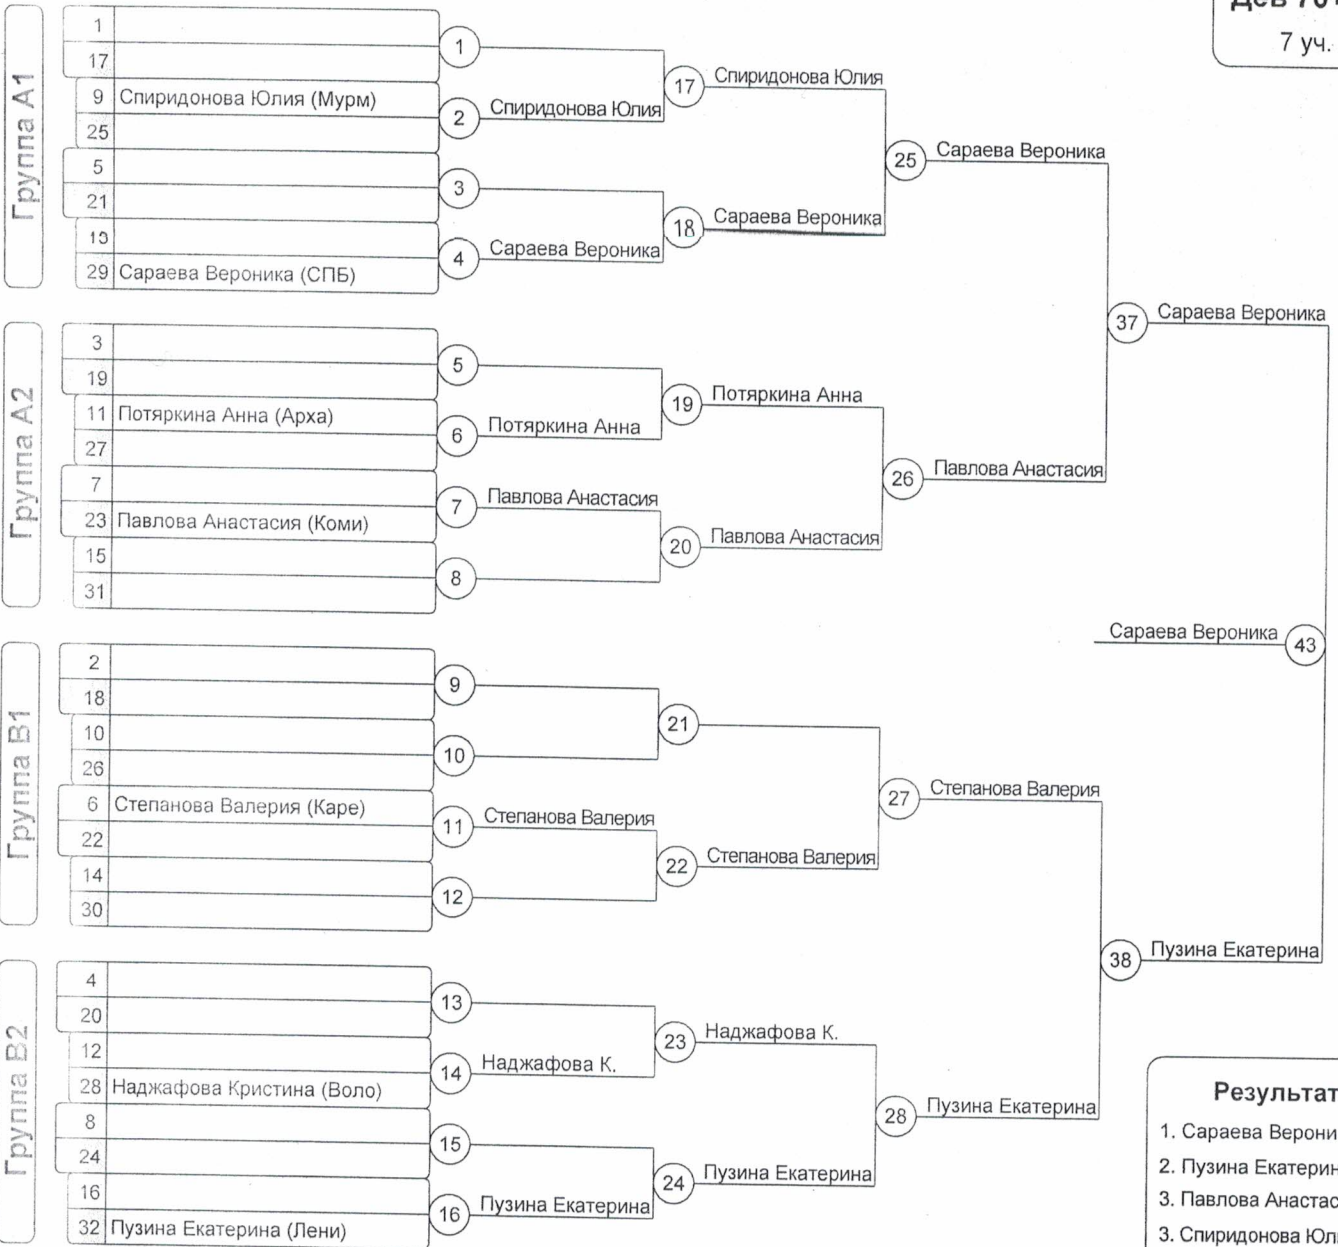 Дев 70+
7 уч.
Группа A1
1
17
9 Спиридонова Юлия (Мурм)
25
5
21
13
29 Сараева Вероника (СПБ)
1
2 Спиридонова Юлия
3
4 Сараева Вероника
17 Спиридонова Юлия
18 Сараева Вероника
25 Сараева Вероника
Группа A2
3
19
11 Потяркина Анна (Арха)
27
7
23 Павлова Анастасия (Коми)
15
31
5
6 Потяркина Анна
7 Павлова Анастасия
8
19 Потяркина Анна
20 Павлова Анастасия
26 Павлова Анастасия
37 Сараева Вероника
Сараева Вероника 43
Группа B1
2
18
10
26
6 Степанова Валерия (Каре)
22
14
30
9
10
11 Степанова Валерия
12
21
22 Степанова Валерия
27 Степанова Валерия
Группа B2
4
20
12
28 Наджафова Кристина (Воло)
8
24
16
32 Пузина Екатерина (Лени)
13
14 Наджафова К.
15
16 Пузина Екатерина
23 Наджафова К.
24 Пузина Екатерина
28 Пузина Екатерина
38 Пузина Екатерина
Результат
1. Сараева Верони
2. Пузина Екатерин
3. Павлова Анастас
3. Спиридонова Юл